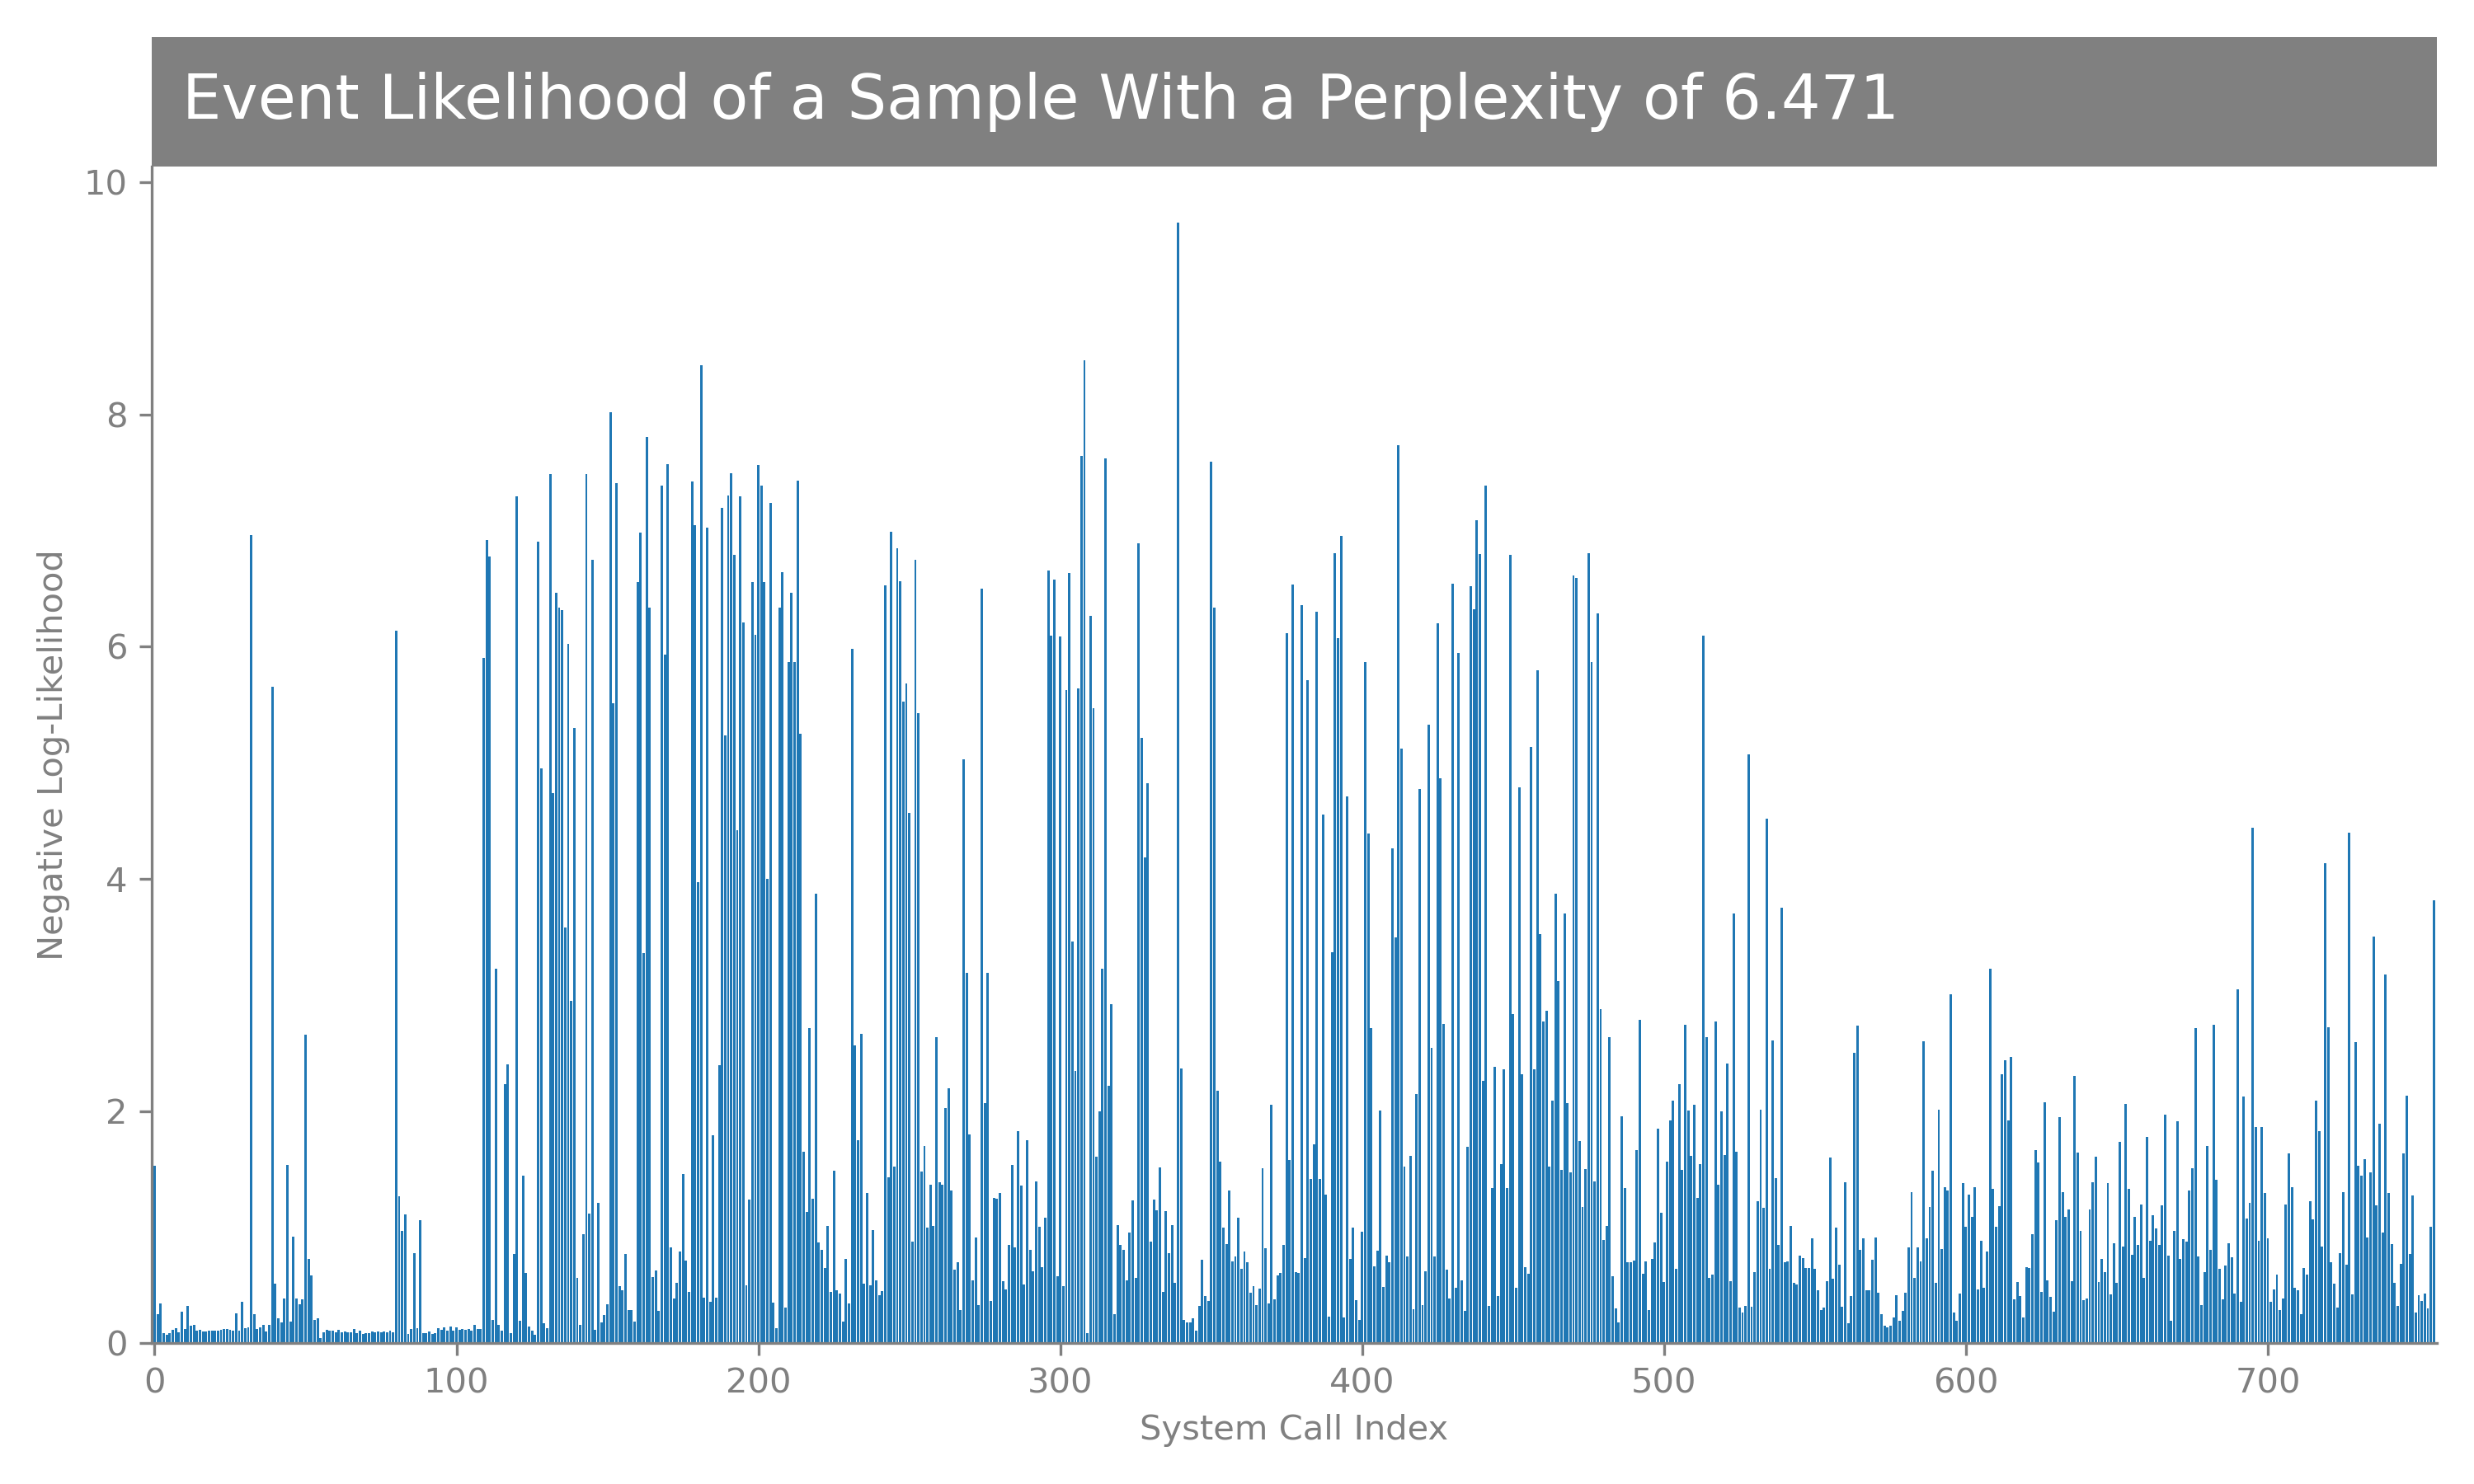 Event Likelihood of a Sample With a Perplexity of 6.471
10
8
6
4
2
0
Negative Log-Likelihood
0 100 200 300 400 500 600 700
System Call Index